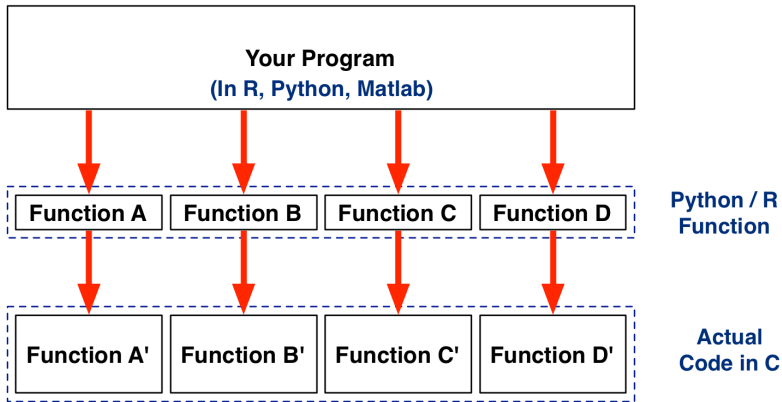 Your Program
(In R, Python, Matlab)
Function A
Function B
Function C
Function D
Python / R
Function
Function A'
Function B'
Function C'
Function D'
Actual
Code in C